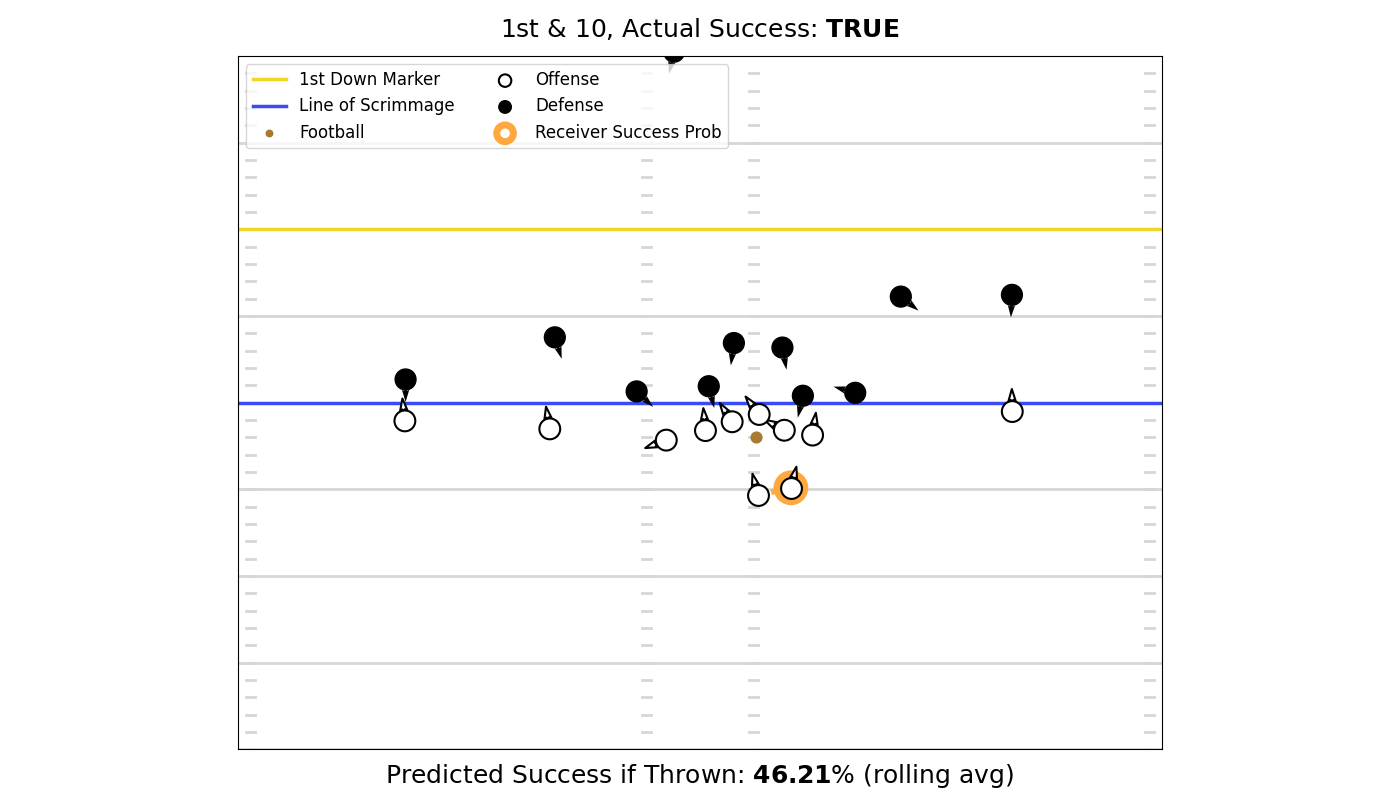 1st & 10, Actual Success: TRUE
1st Down Marker
Line of Scrimmage
Football
Offense
Defense
Receiver Success Prob
Predicted Success if Thrown: 46.21% (rolling avg)